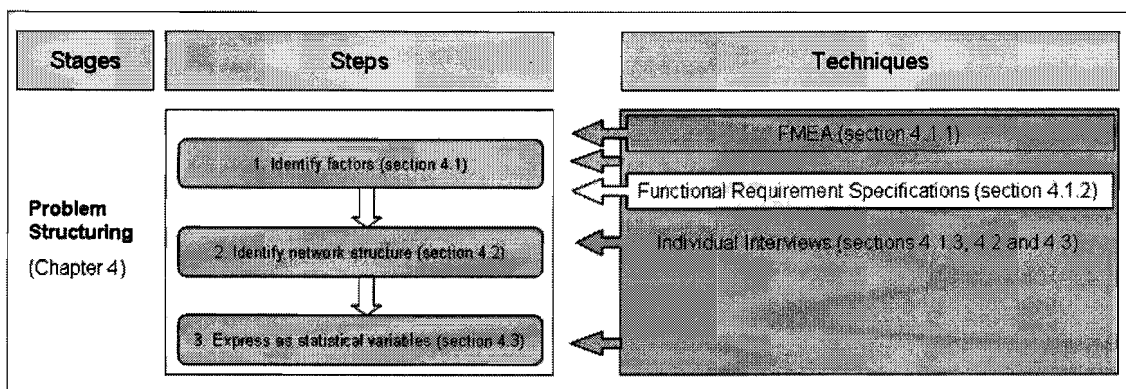 Stages
Steps
Techniques
Problem
Structuring
(Chapter 4)
1. Identify factors (section 4.1)
2. Identify network structure (section 4.2)
3. Express as statistical variables (section 4.3)
FMEA (section 4.1.1)
Functional Requirement Specifications (section 4.1.2)
Individual Interviews (sections 4.1.3, 4.2 and 4.3)